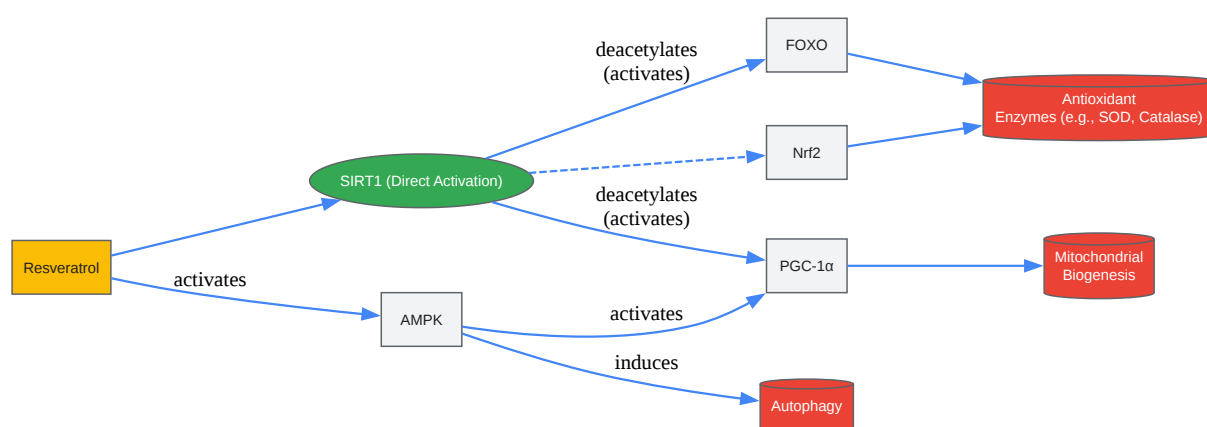 FOXO
deacetylates
(activates)
Antioxidant
Enzymes (e.g., SOD, Catalase)
Nrf2
SIRT1 (Direct Activation)
deacetylates
(activates)
Mitochondrial
Biogenesis
PGC-1α
Resveratrol
activates
AMPK
activates
induces
Autophagy